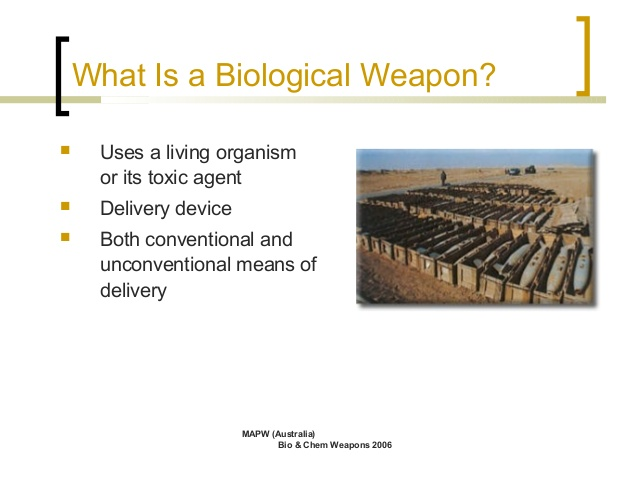 What Is a Biological Weapon?
Uses a living organism
or its toxic agent
Delivery device
Both conventional and
unconventional means of
delivery
MAPW (Australia)
Bio & Chem Weapons 2006